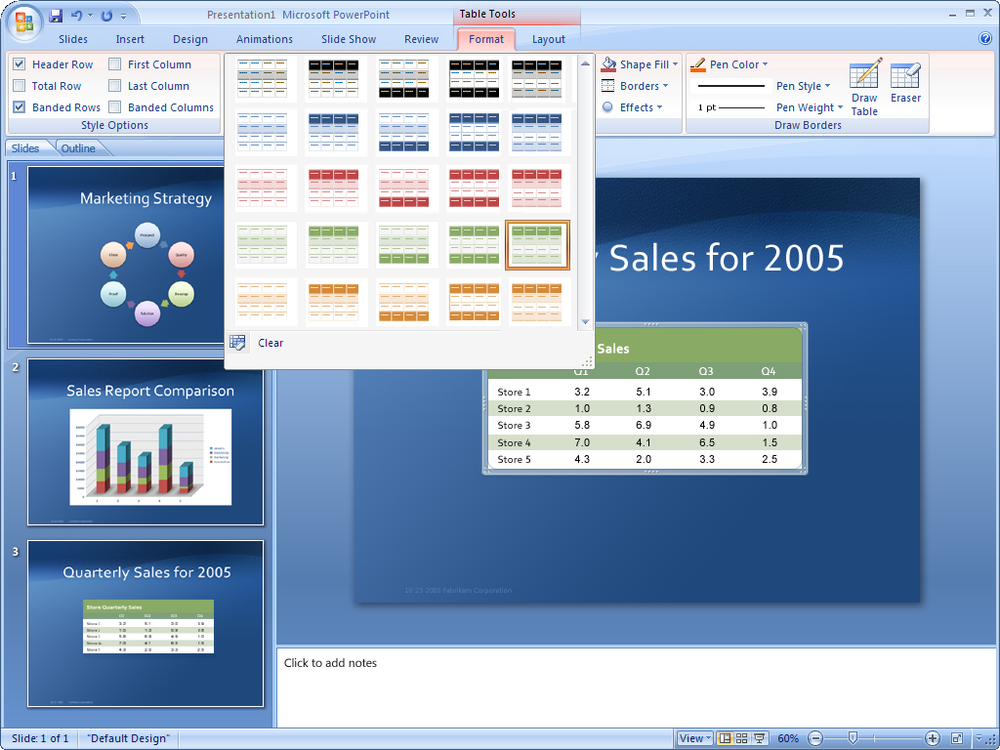 Presentation1 Microsoft PowerPoint
Table Tools
Slides Insert Design Animations Slide Show Review View Format Layout
Header Row First Column
Total Row Last Column
Banded Rows Banded Columns
Style Options
Shape Fill
Borders
Effects
Pen Color
Pen Style
1 pt
Pen Weight
Draw Table
Eraser
Draw Borders
Clear
Slides Outline
1
Marketing Strategy
2
Sales Report Comparison
3
Quarterly Sales for 2005
Store Quarterly Sales
Q1 Q2 Q3 Q4
Sales for 2005
Sales
Q1 Q2 Q3 Q4
Store 1 3.2 5.1 3.0 3.9
Store 2 1.0 1.3 0.9 0.8
Store 3 5.8 6.9 4.9 1.0
Store 4 7.0 4.1 6.5 1.5
Store 5 4.3 2.0 3.3 2.5
10-23-2005 Fabrikam Corporation
Click to add notes
Slide: 1 of 1 "Default Design"
View
60%